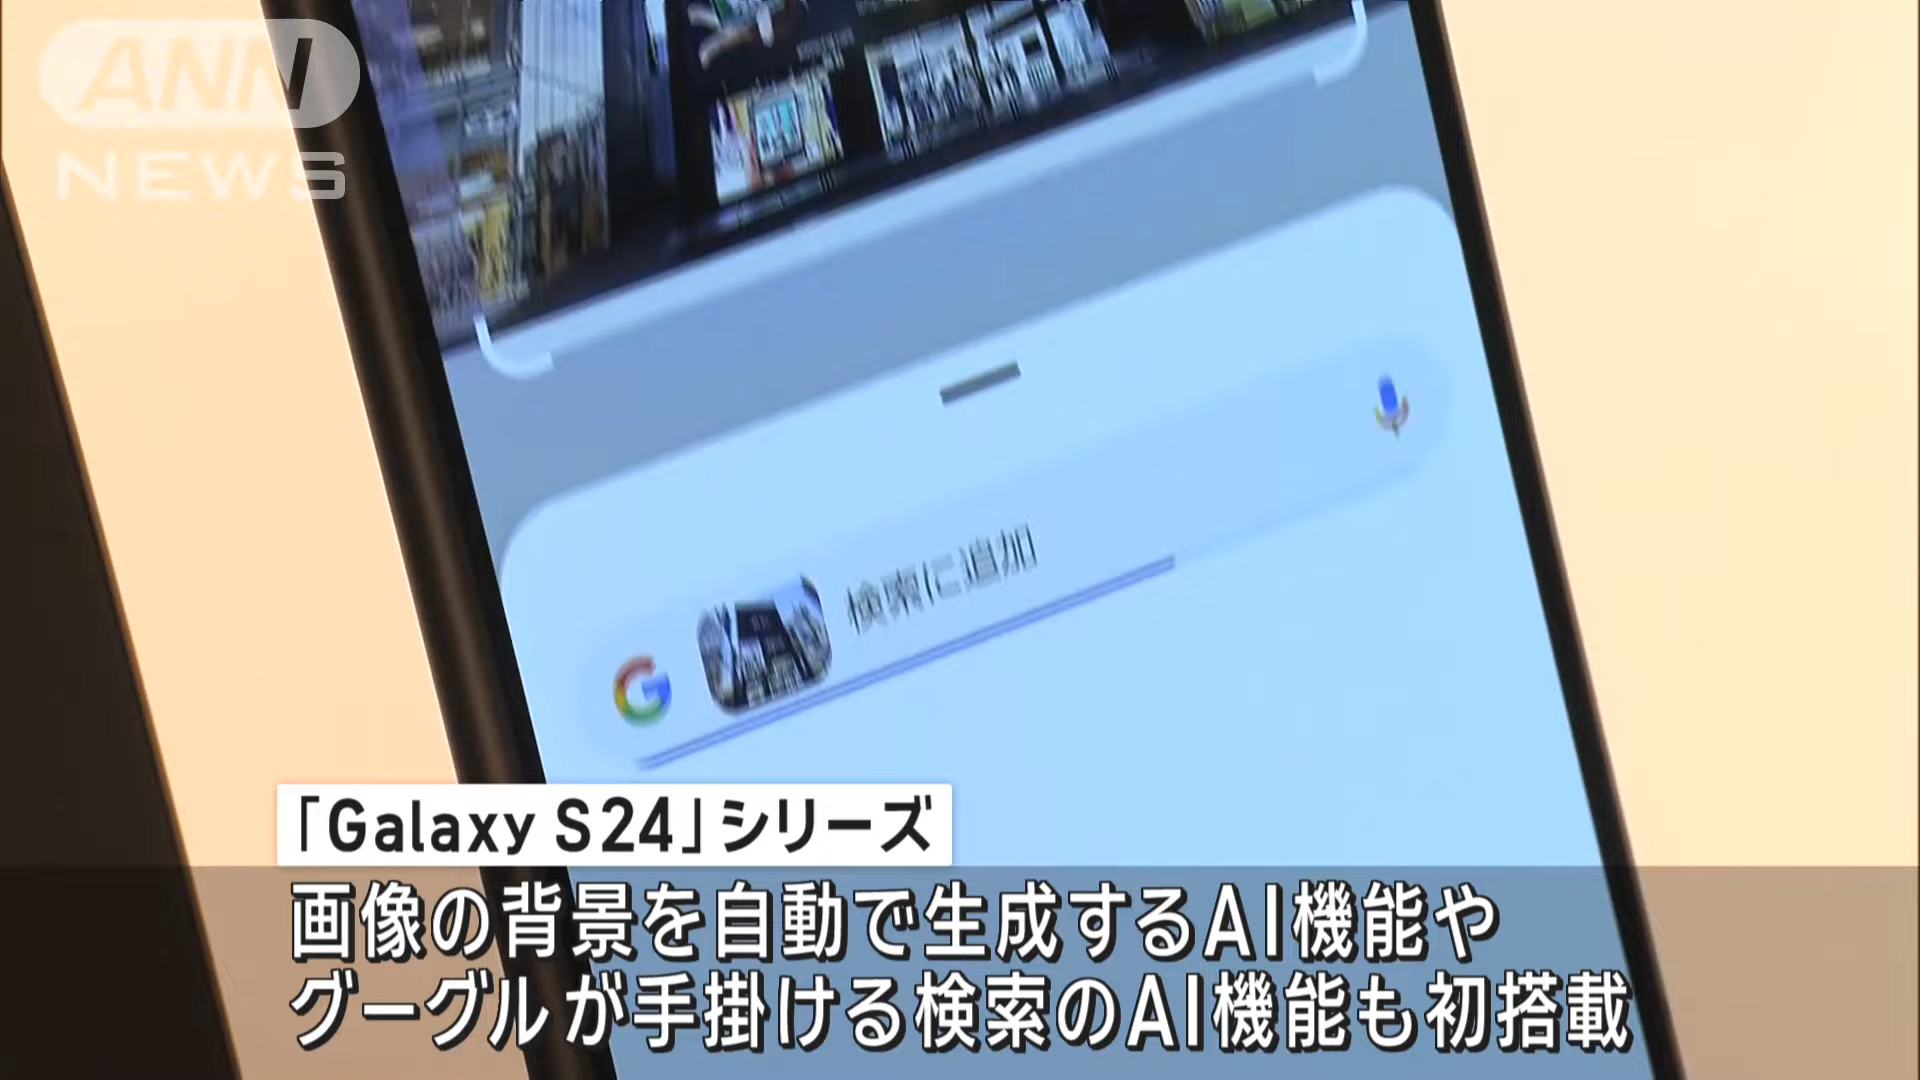 ANN
NEWS
検索に追加
「Galaxy S24」シリーズ
画像の背景を自動で生成するAI機能や
グーグルが手掛ける検索のAI機能も初搭載